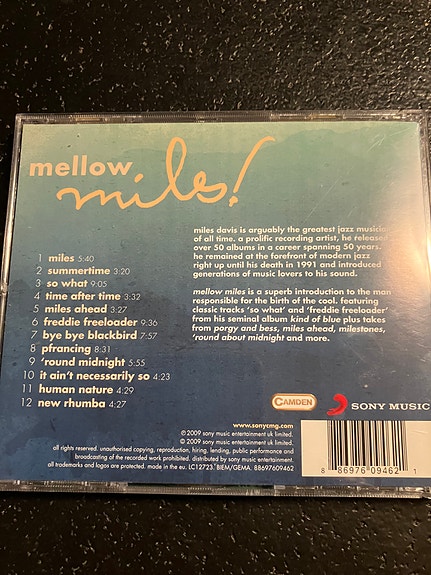 mellow
miles!
miles davis is arguably the greatest jazz musician
of all time. a prolific recording artist, he released
over 50 albums in a career spanning 50 years.
he remained at the forefront of modern jazz
right up until his death in 1991 and introduced
generations of music lovers to his sound.
mellow miles is a superb introduction to the man
responsible for the birth of the cool. featuring
classic tracks 'so what' and 'freddie freeloader'
from his seminal album kind of blue plus takes
from porgy and bess, miles ahead, milestones,
'round about midnight and more.
1 miles 5:40
2 summertime 3:20
3 so what 9:05
4 time after time 3:32
5 miles ahead 3:27
6 freddie freeloader 9:36
7 bye bye blackbird 7:57
8 pfrancing 8:31
9 'round midnight 5:55
10 it ain't necessarily so 4:23
11 human nature 4:29
12 new rhumba 4:27
CAMDEN
SONY MUSIC
www.sonycmg.com
℗ 2009 sony music entertainment uk limited.
© 2009 sony music entertainment uk limited.
all rights reserved. unauthorised copying, reproduction, hiring, lending, public performance and
broadcasting of the recorded work prohibited. distributed by sony music entertainment.
all trademarks and logos are protected. made in the eu. LC12723. BIEM/GEMA. 88697609462
8 86976 09462 1